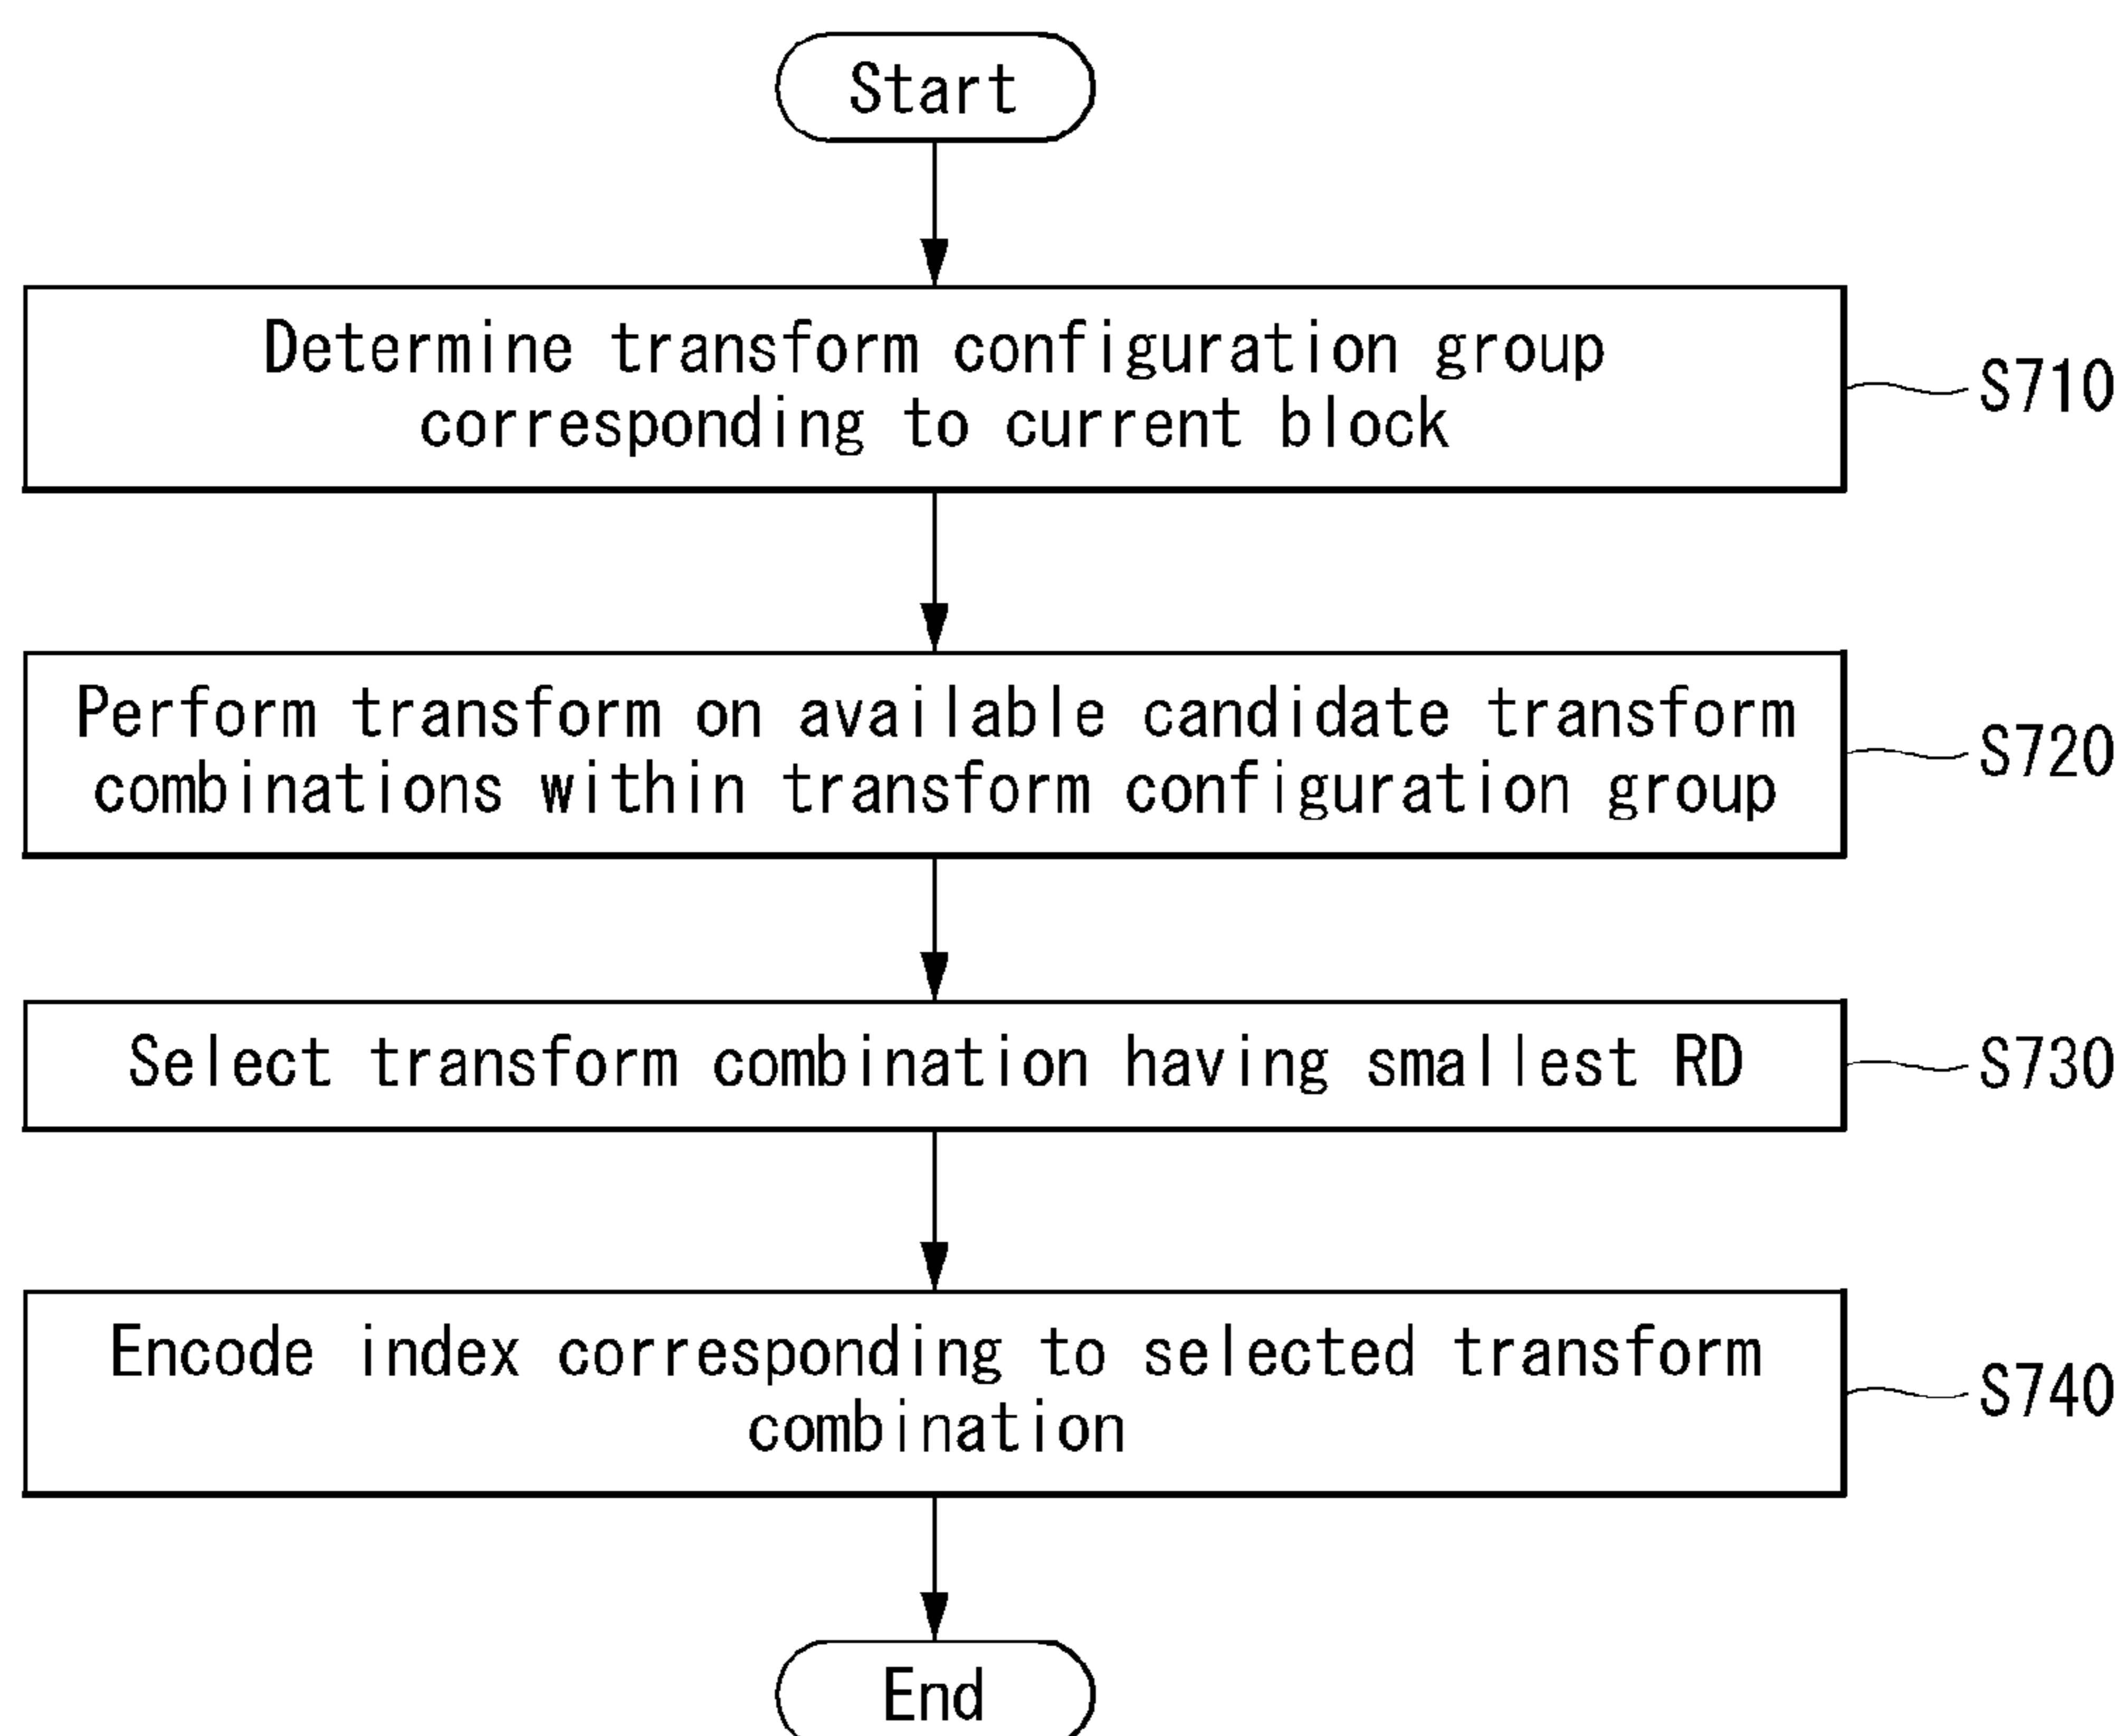 Start
Determine transform configuration group
corresponding to current block
S710
Perform transform on available candidate transform
combinations within transform configuration group
S720
Select transform combination having smallest RD
S730
Encode index corresponding to selected transform
combination
S740
End